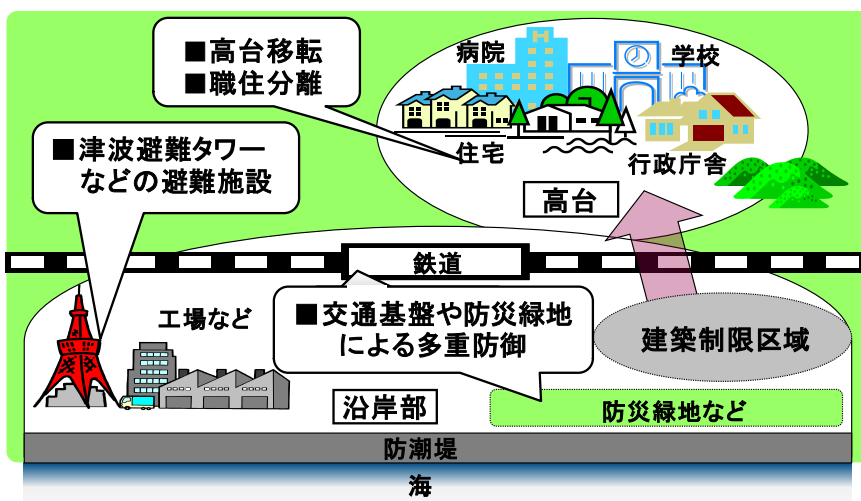 ■高台移転
■職住分離
病院
学校
住宅
行政庁舎
高台
■津波避難タワー
などの避難施設
鉄道
工場など
■交通基盤や防災緑地
による多重防御
建築制限区域
沿岸部
防災緑地など
防潮堤
海